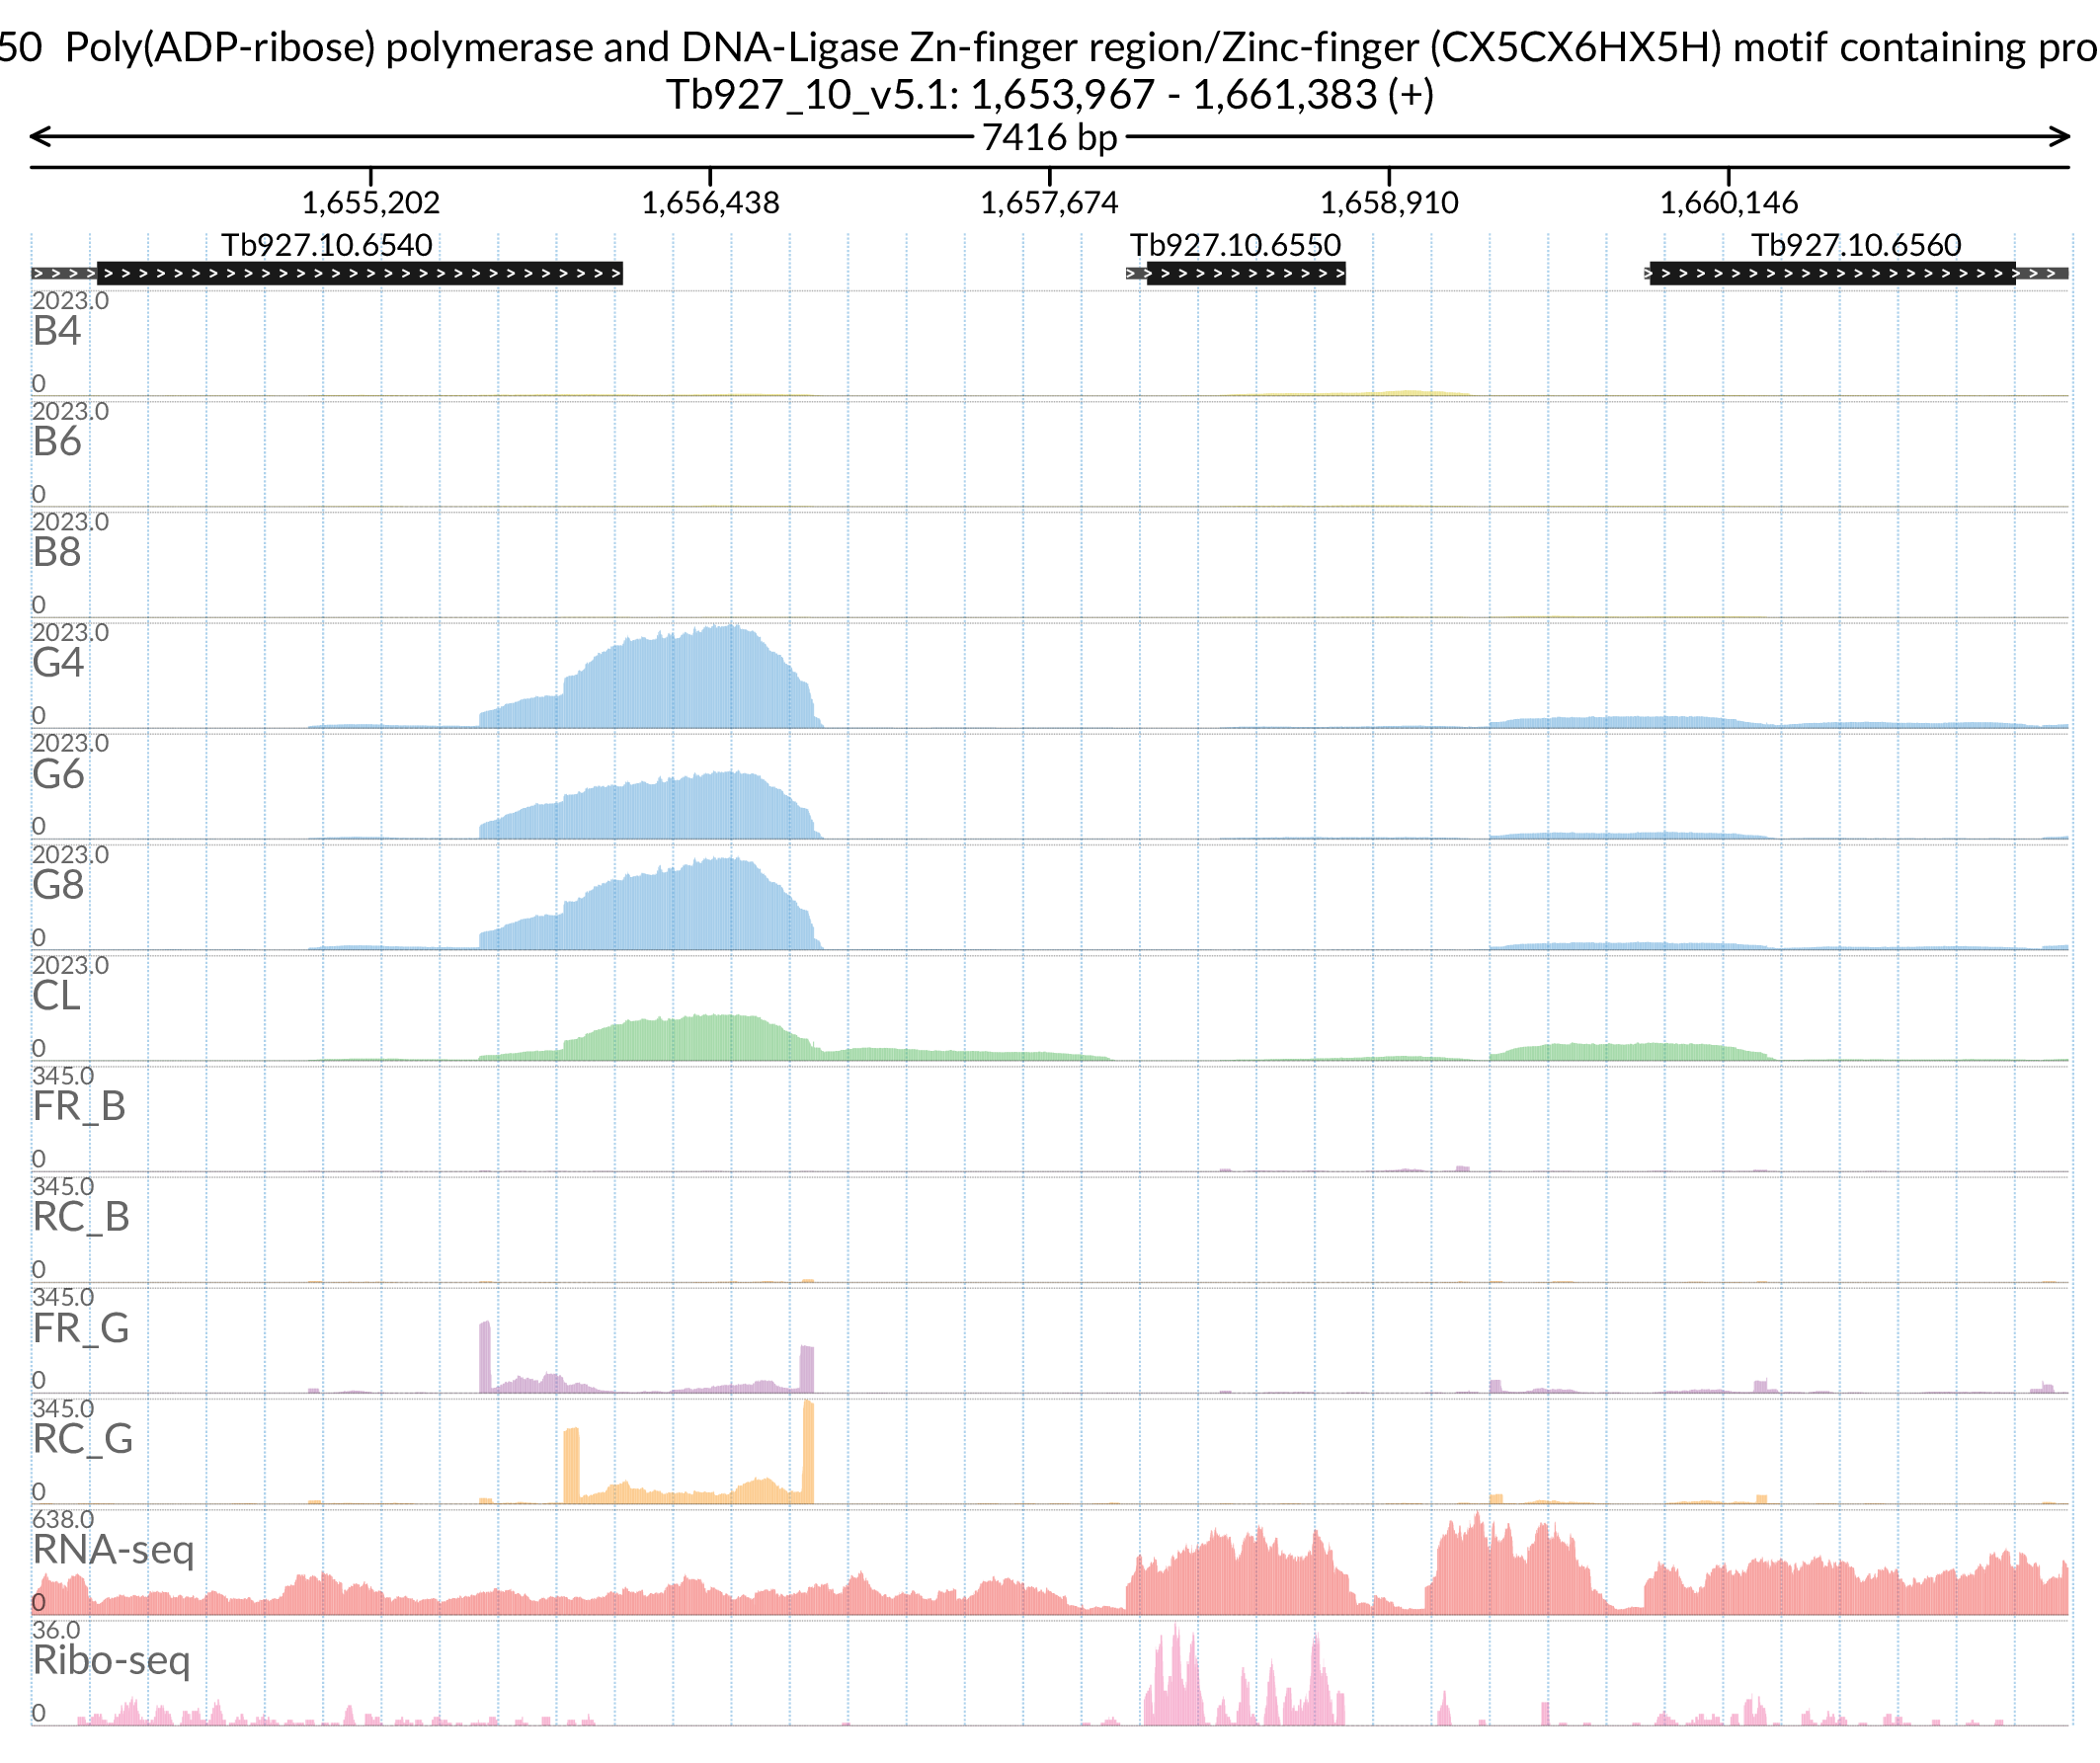 50 Poly(ADP-ribose) polymerase and DNA-Ligase Zn-finger region/Zinc-finger (CX5CX6HX5H) motif containing pro
Tb927_10_v5.1: 1,653,967 - 1,661,383 (+)
7416 bp
1,655,202 1,656,438 1,657,674 1,658,910 1,660,146
Tb927.10.6540 Tb927.10.6550 Tb927.10.6560
2023.0
B4
0
2023.0
B6
0
2023.0
B8
0
2023.0
G4
0
2023.0
G6
0
2023.0
G8
0
2023.0
CL
0
345.0
FR_B
0
345.0
RC_B
0
345.0
FR_G
0
345.0
RC_G
0
638.0
RNA-seq
0
36.0
Ribo-seq
0